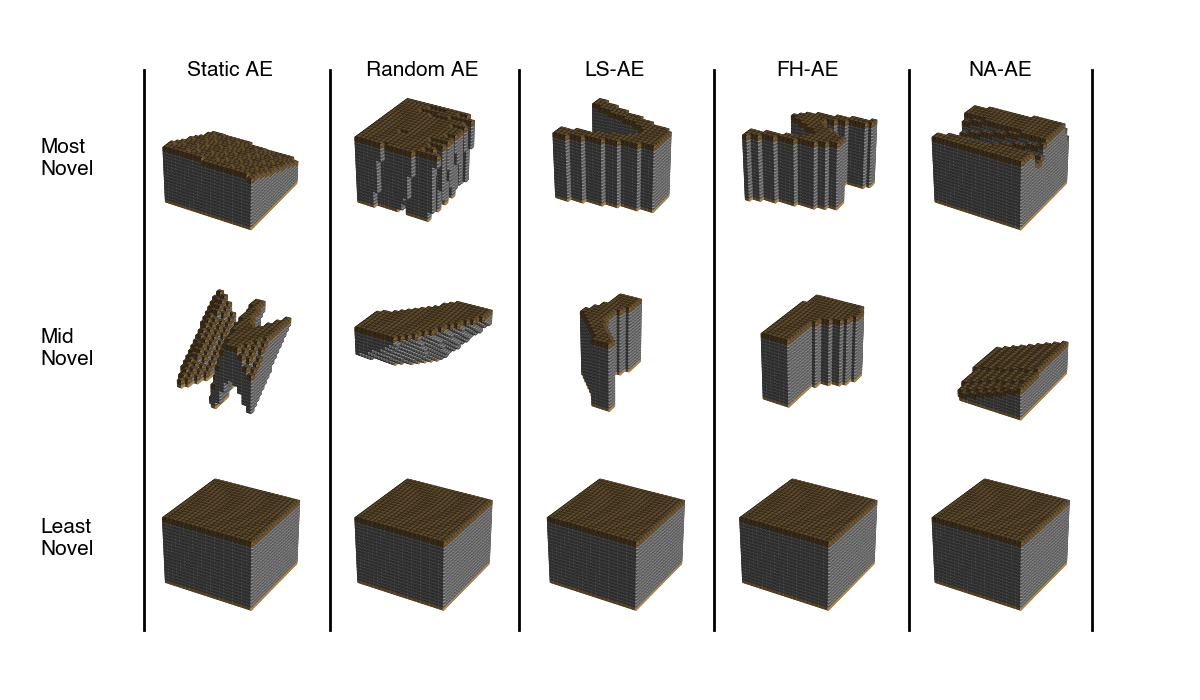 Static AE
Random AE
LS-AE
FH-AE
NA-AE
Most
Novel
Mid
Novel
Least
Novel